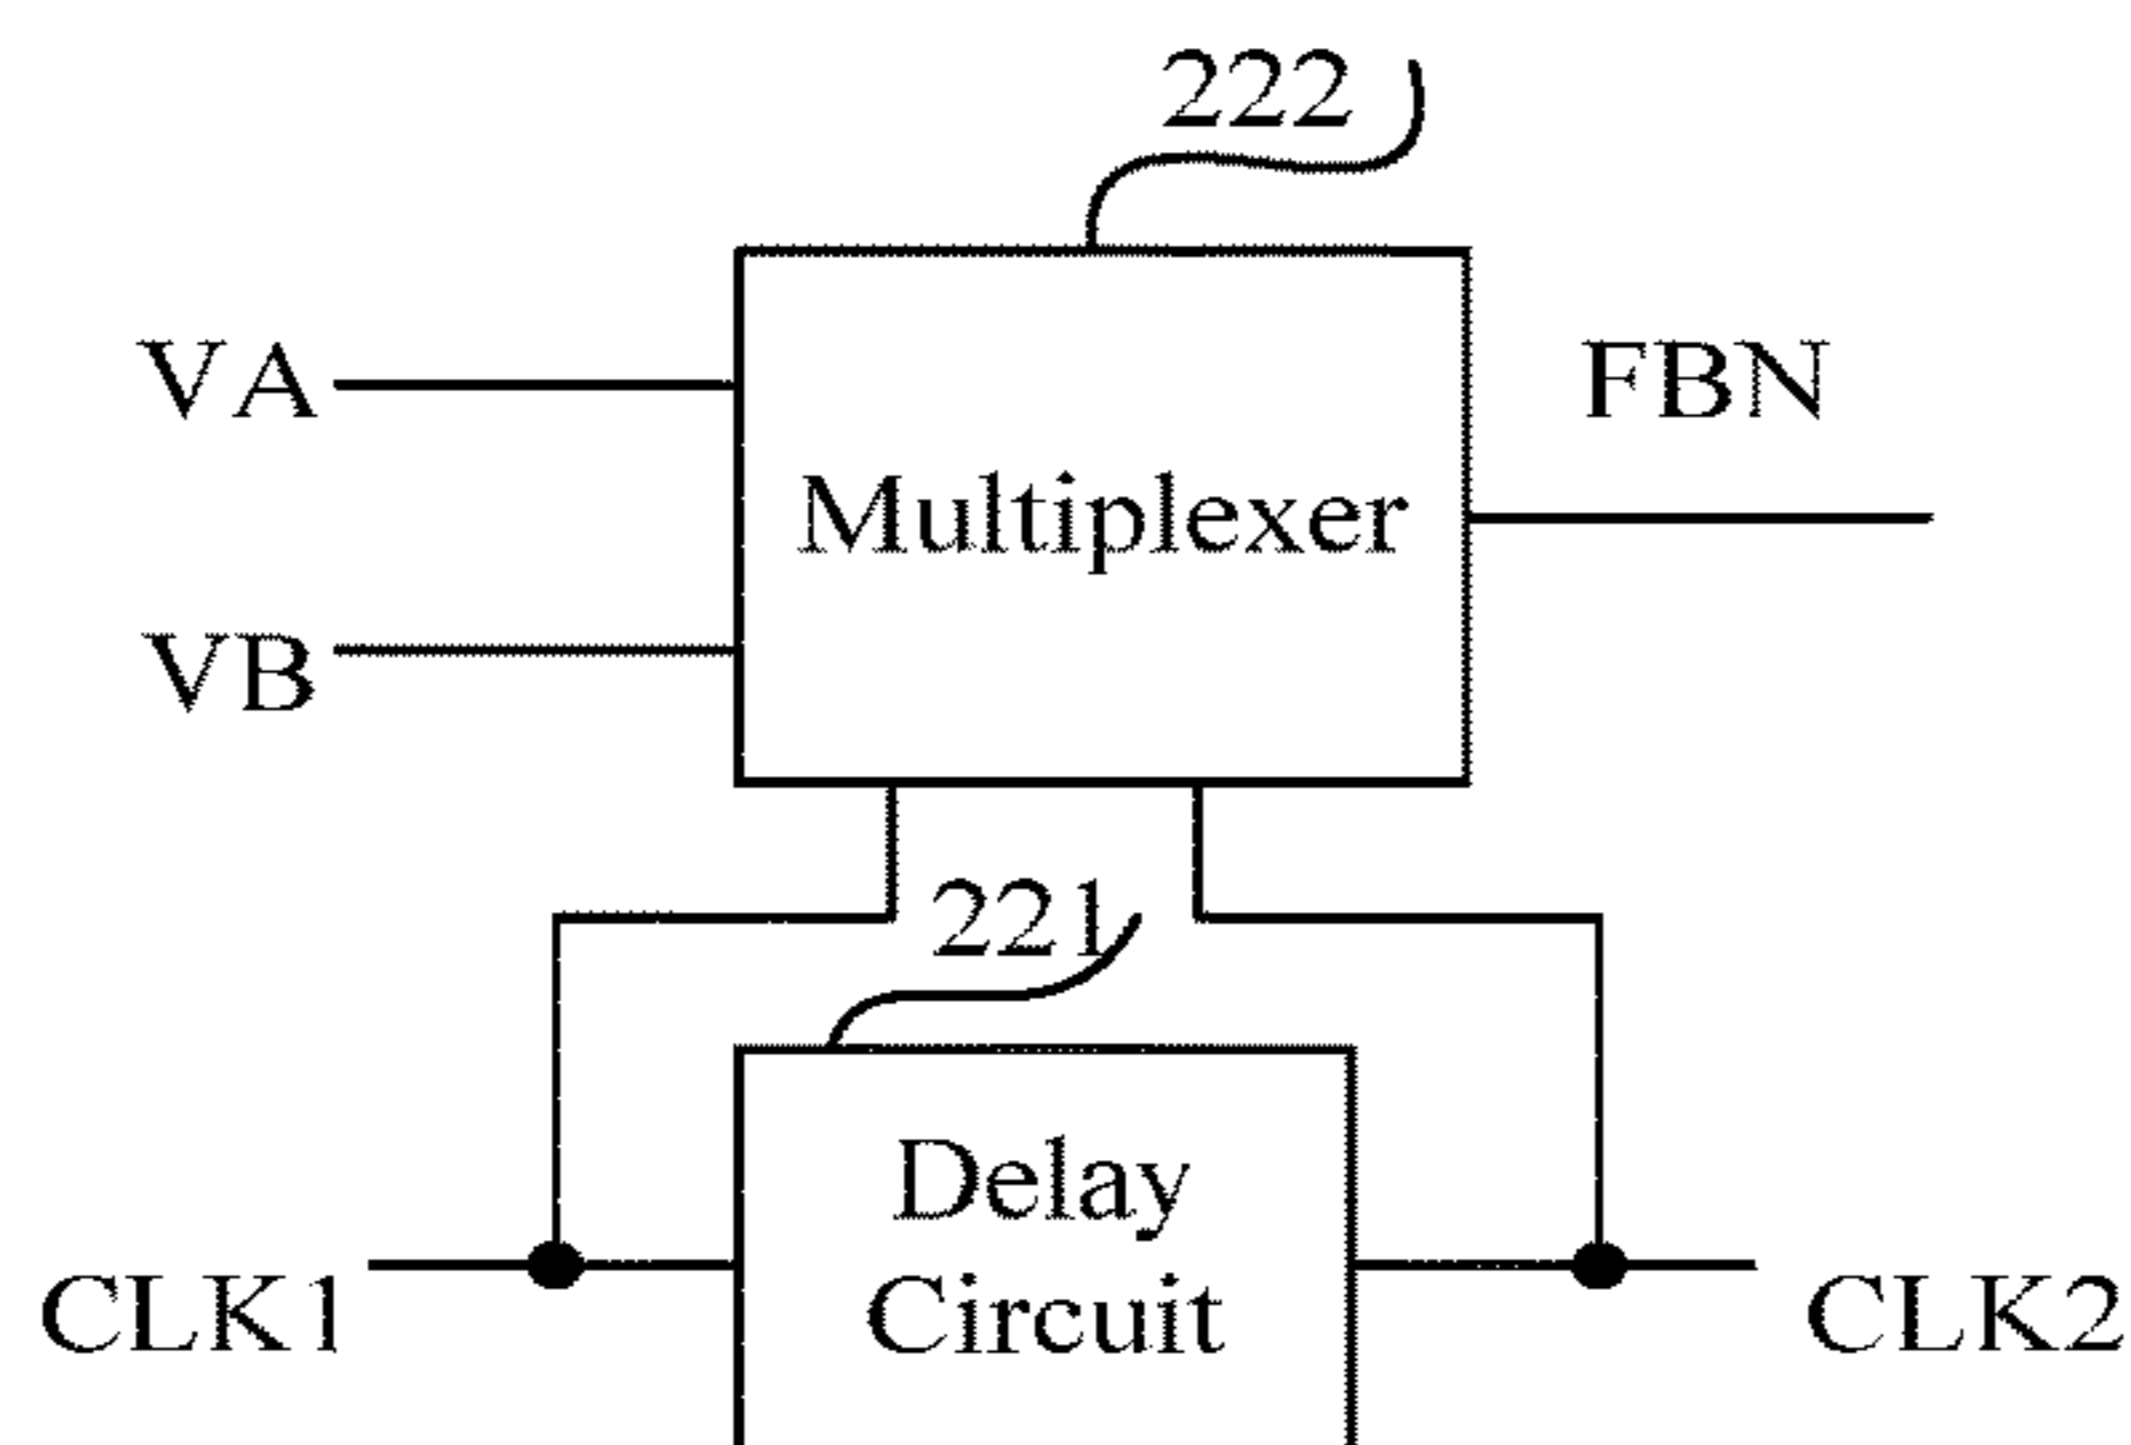 222
VA
FBN
Multiplexer
VB
221
Delay
Circuit
CLK1
CLK2